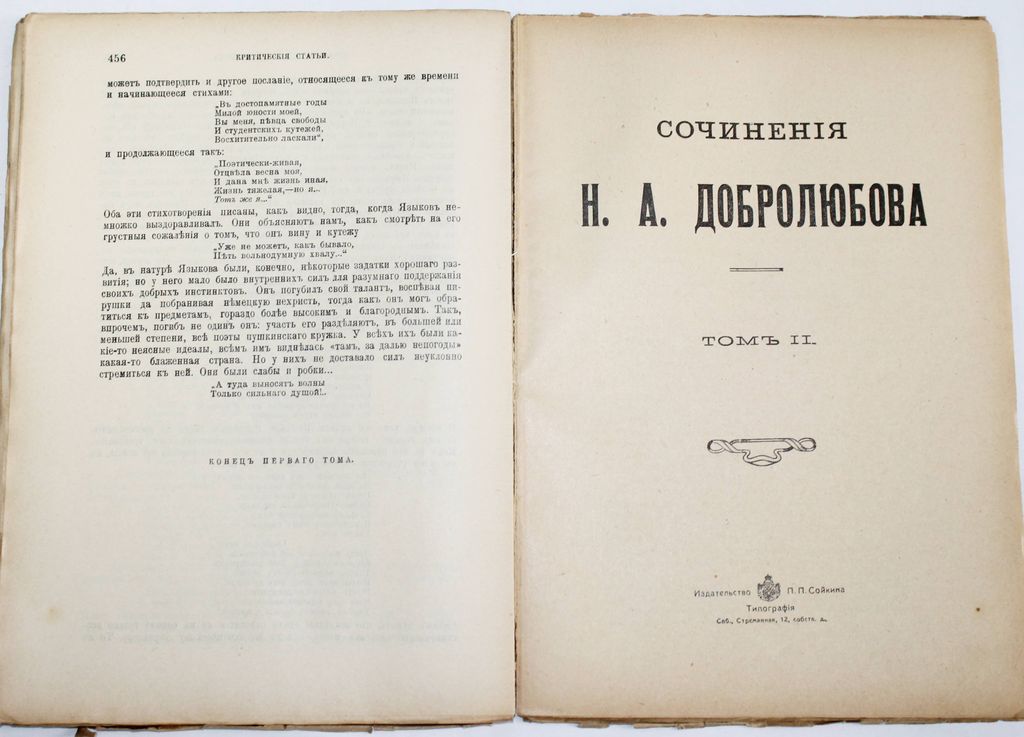 456
КРИТИЧЕСКІЯ СТАТЬИ.
можетъ подтвердить и другое посланіе, относящееся къ тому же времени
и начинающееся стихами:
„Въ достопамятные годы
Милой юности моей,
Вы меня, пѣвца свободы
И студентскихъ кутежей,
Восхитительно ласкали“,
и продолжающееся такъ:
„Поэтически-живая,
Отцвѣла весна моя,
И дана мнѣ жизнь иная,
Жизнь тяжелая,—но я...
Тотъ же я...“
Оба эти стихотворенія писаны, какъ видно, тогда, когда Языковъ не-
множко выздоравливалъ. Они объясняютъ намъ, какъ смотрѣть на его
грустныя сожалѣнія о томъ, что онъ вину и кутежу
„Уже не можетъ, какъ бывало,
Пѣть вольнодумную хвалу...“
Да, въ натурѣ Языкова были, конечно, нѣкоторые задатки хорошаго раз-
витія; но у него мало было внутреннихъ силъ для разумнаго поддержанія
своихъ добрыхъ инстинктовъ. Онъ погубилъ свой талантъ, воспѣвая пи-
рушки да побранивая нѣмецкую нехристь, тогда какъ онъ могъ обра-
титься къ предметамъ, гораздо болѣе высокимъ и благороднымъ. Такъ,
впрочемъ, погибъ не одинъ онъ: участь его раздѣляютъ, въ большей или
меньшей степени, всѣ поэты пушкинскаго кружка. У всѣхъ ихъ были ка-
кіе-то неясные идеалы, всѣмъ имъ виднѣлась «тамъ, за далью непогоды»
какая-то блаженная страна. Но у нихъ не доставало силъ неуклонно
стремиться къ ней. Они были слабы и робки...
„А туда выносятъ волны
Только сильнаго душой!..
КОНЕЦЪ ПЕРВАГО ТОМА.
СОЧИНЕНІЯ
Н. А. ДОБРОЛЮБОВА
ТОМЪ II.
Издательство П. П. Сойкина
Типографія
Спб., Стремянная, 12, собств. д.